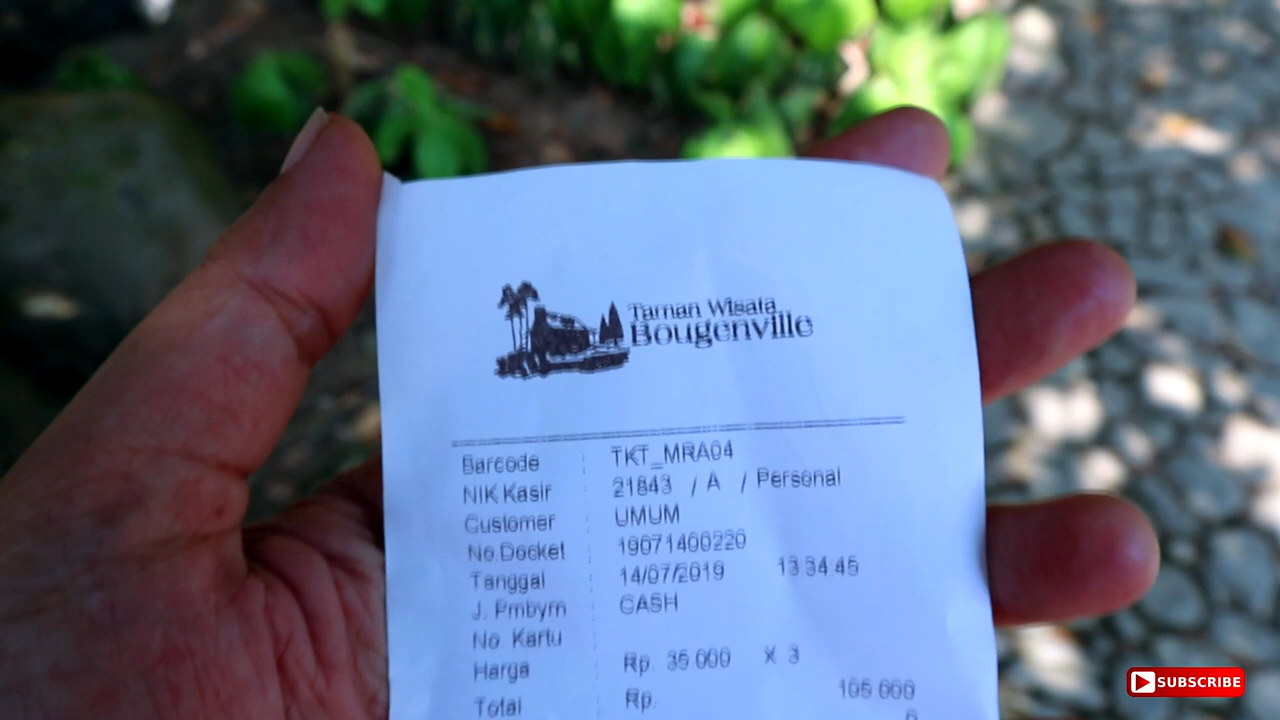 Taman Wisata
Bougenville
Barcode : TKT_MRA04
NIK Kasir 21843 / A / Personal
Customer : UMUM
No.Docket : 19071400220
Tanggal : 14/07/2019 13:34:45
J. Pmbyrn : CASH
No. Kartu
Harga : Rp. 35.000 X 3
Total : Rp. 105.000
0
SUBSCRIBE